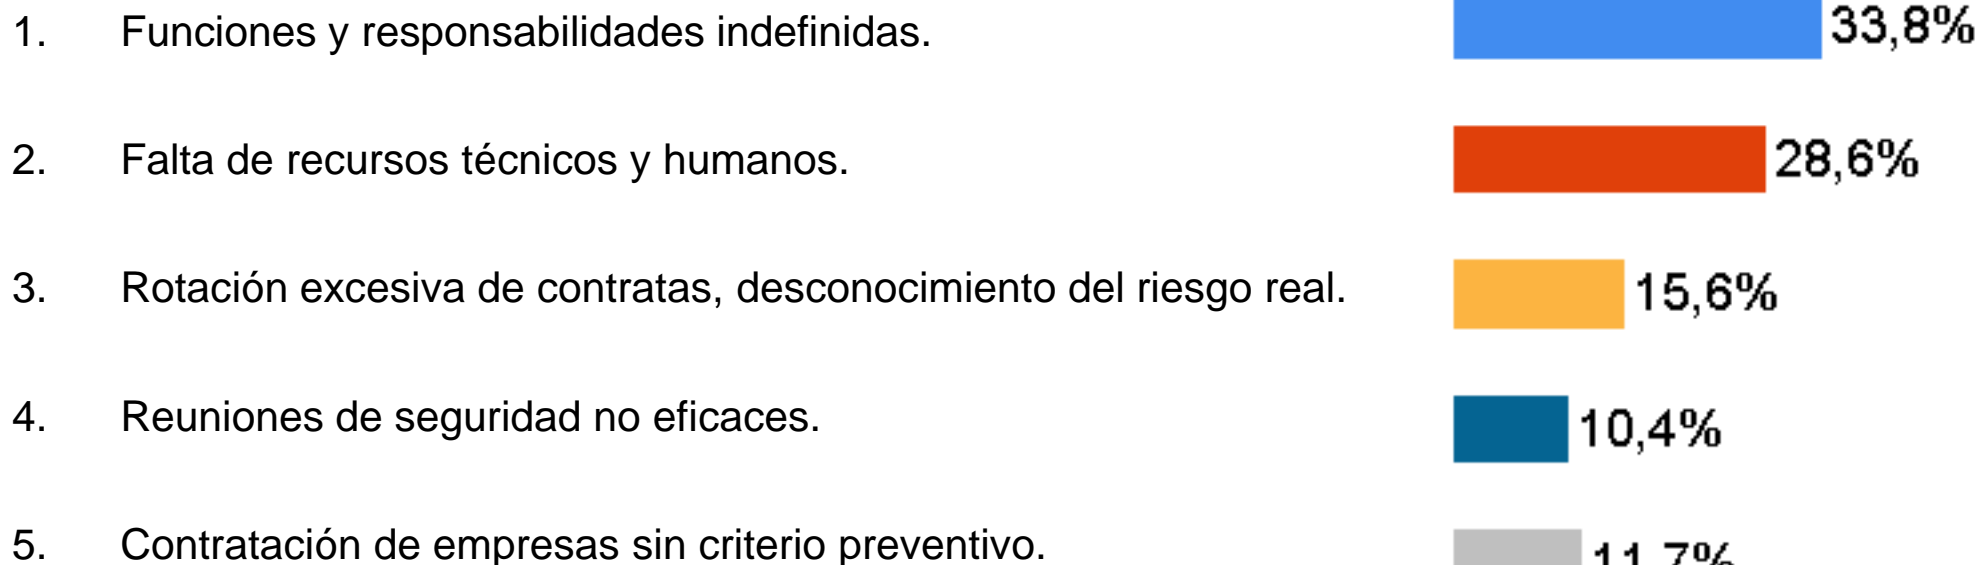 1. Funciones y responsabilidades indefinidas. 33,8%
2. Falta de recursos técnicos y humanos. 28,6%
3. Rotación excesiva de contratas, desconocimiento del riesgo real. 15,6%
4. Reuniones de seguridad no eficaces. 10,4%
5. Contratación de empresas sin criterio preventivo. 11,7%